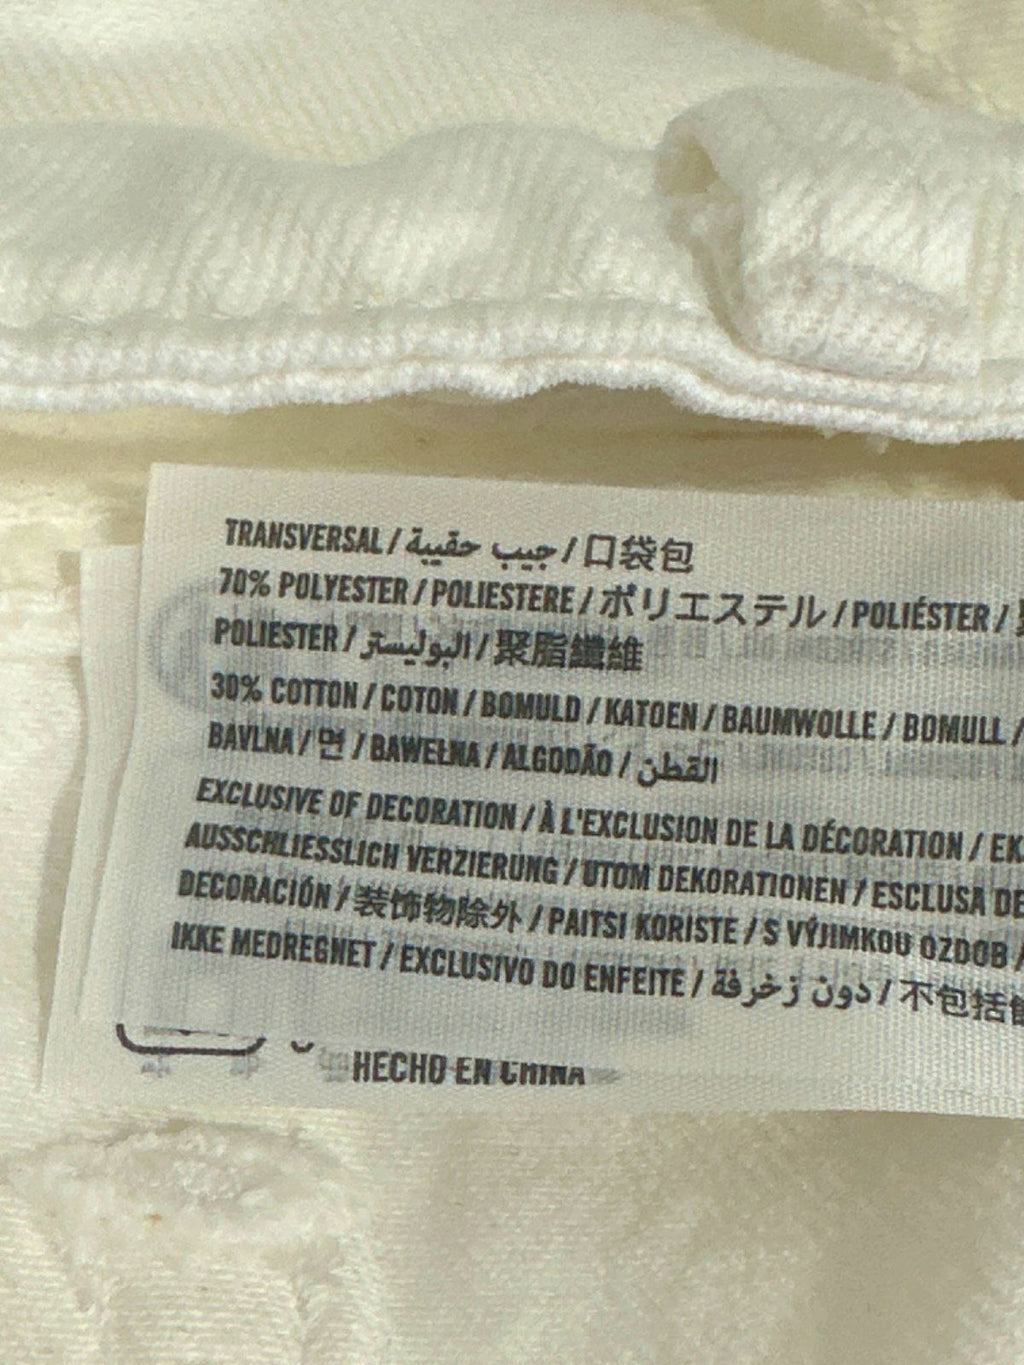 TRANSVERSAL / جيب حقيبة / 口袋包
70% POLYESTER / POLIESTERE / ポリエステル / POLIÉSTER /
POLIESTER / البوليستر / 聚脂纖維
30% COTTON / COTON / BOMULD / KATOEN / BAUMWOLLE / BOMULL /
BAVLNA / 면 / BAWEŁNA / ALGODÃO / القطن
EXCLUSIVE OF DECORATION / À L'EXCLUSION DE LA DÉCORATION / EK
AUSSCHLIESSLICH VERZIERUNG / UTOM DEKORATIONEN / ESCLUSA DE
DECORACIÓN / 装飾物除外 / PAITSI KORISTE / S VÝJIMKOU OZDOB /
IKKE MEDREGNET / EXCLUSIVO DO ENFEITE / دون زخرفة / 不包括
HECHO EN CHINA